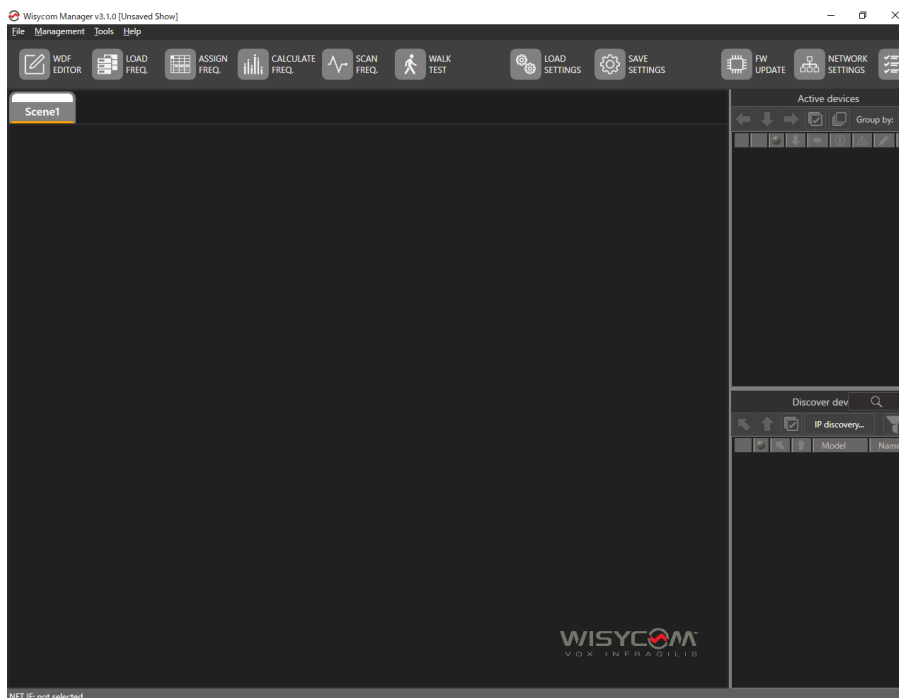 Wisycom Manager v3.1.0 [Unsaved Show]
File Management Tools Help
WDF EDITOR
LOAD FREQ.
ASSIGN FREQ.
CALCULATE FREQ.
SCAN FREQ.
WALK TEST
LOAD SETTINGS
SAVE SETTINGS
FW UPDATE
NETWORK SETTINGS
Scene1
Active devices
Group by:
Discover dev
IP discovery...
Model Name
WISYCOM™
VOX INFRAGILIS
NET IF: not selected